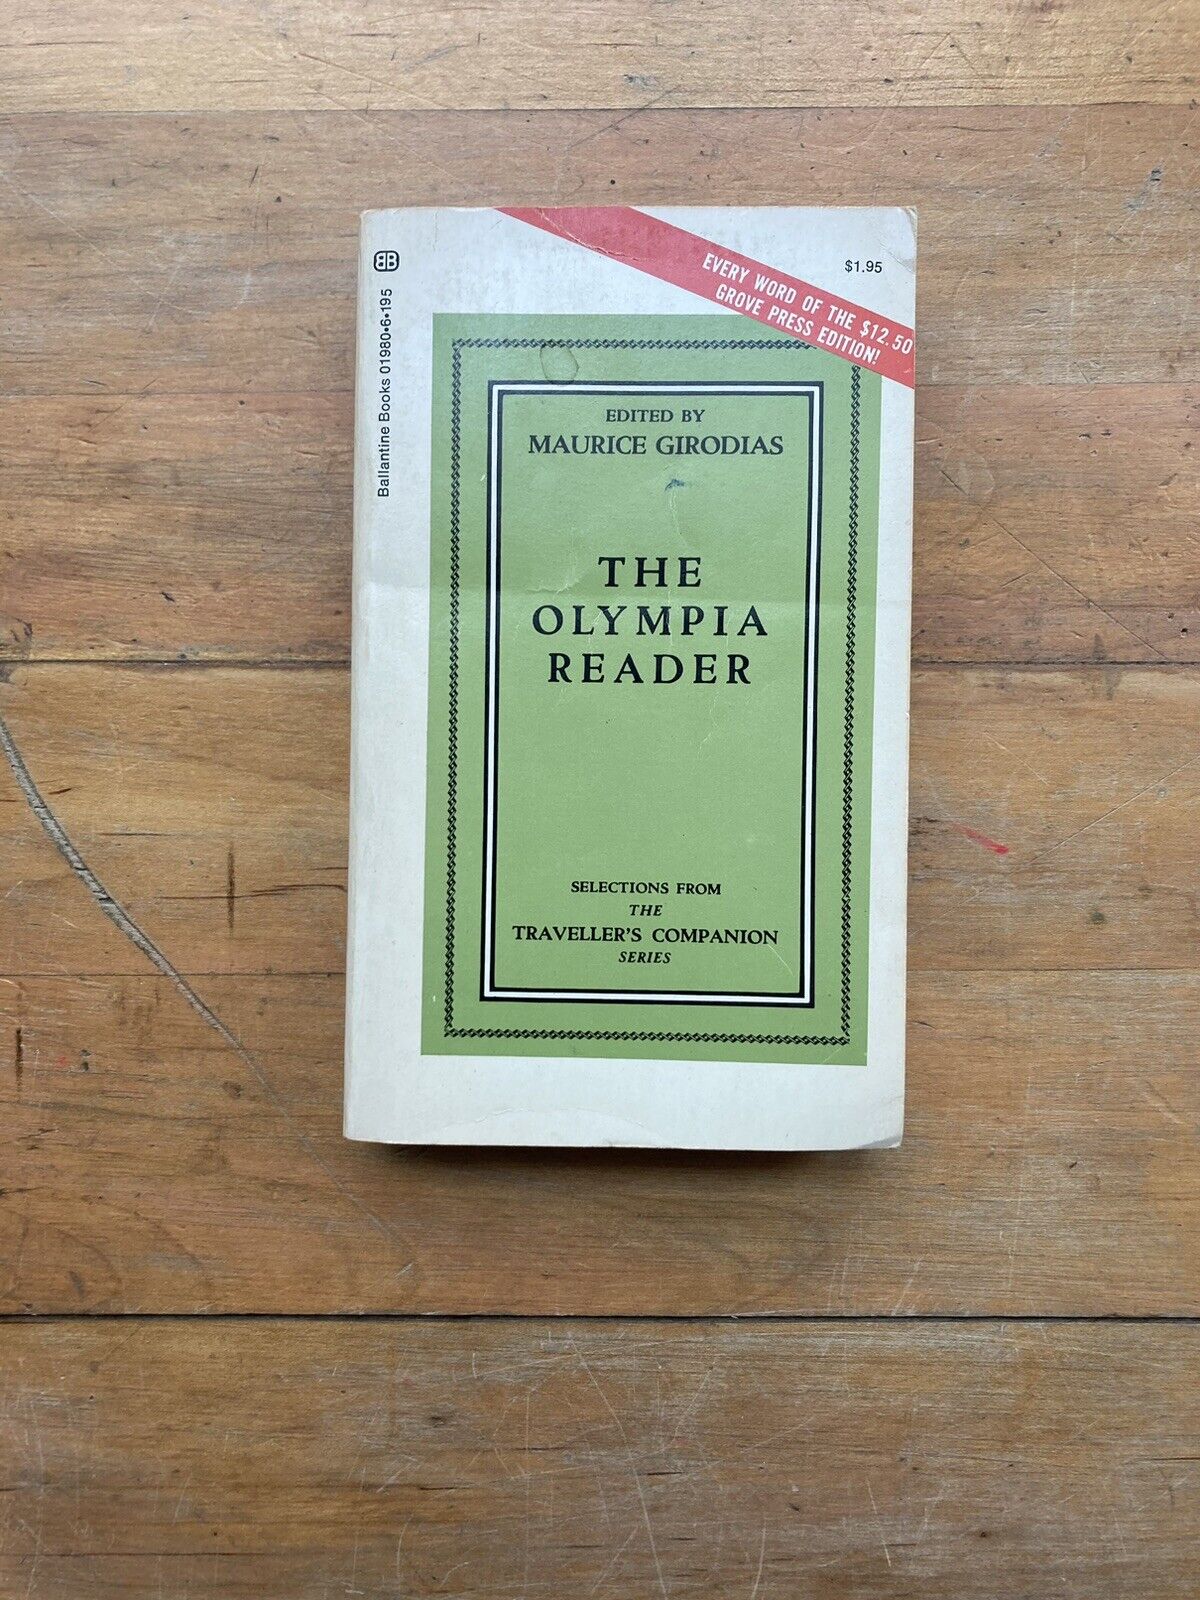 BB
Ballantine Books 01980•6•195
$1.95
EVERY WORD OF THE $12.50
GROVE PRESS EDITION!
EDITED BY
MAURICE GIRODIAS
THE
OLYMPIA
READER
SELECTIONS FROM
THE
TRAVELLER'S COMPANION
SERIES